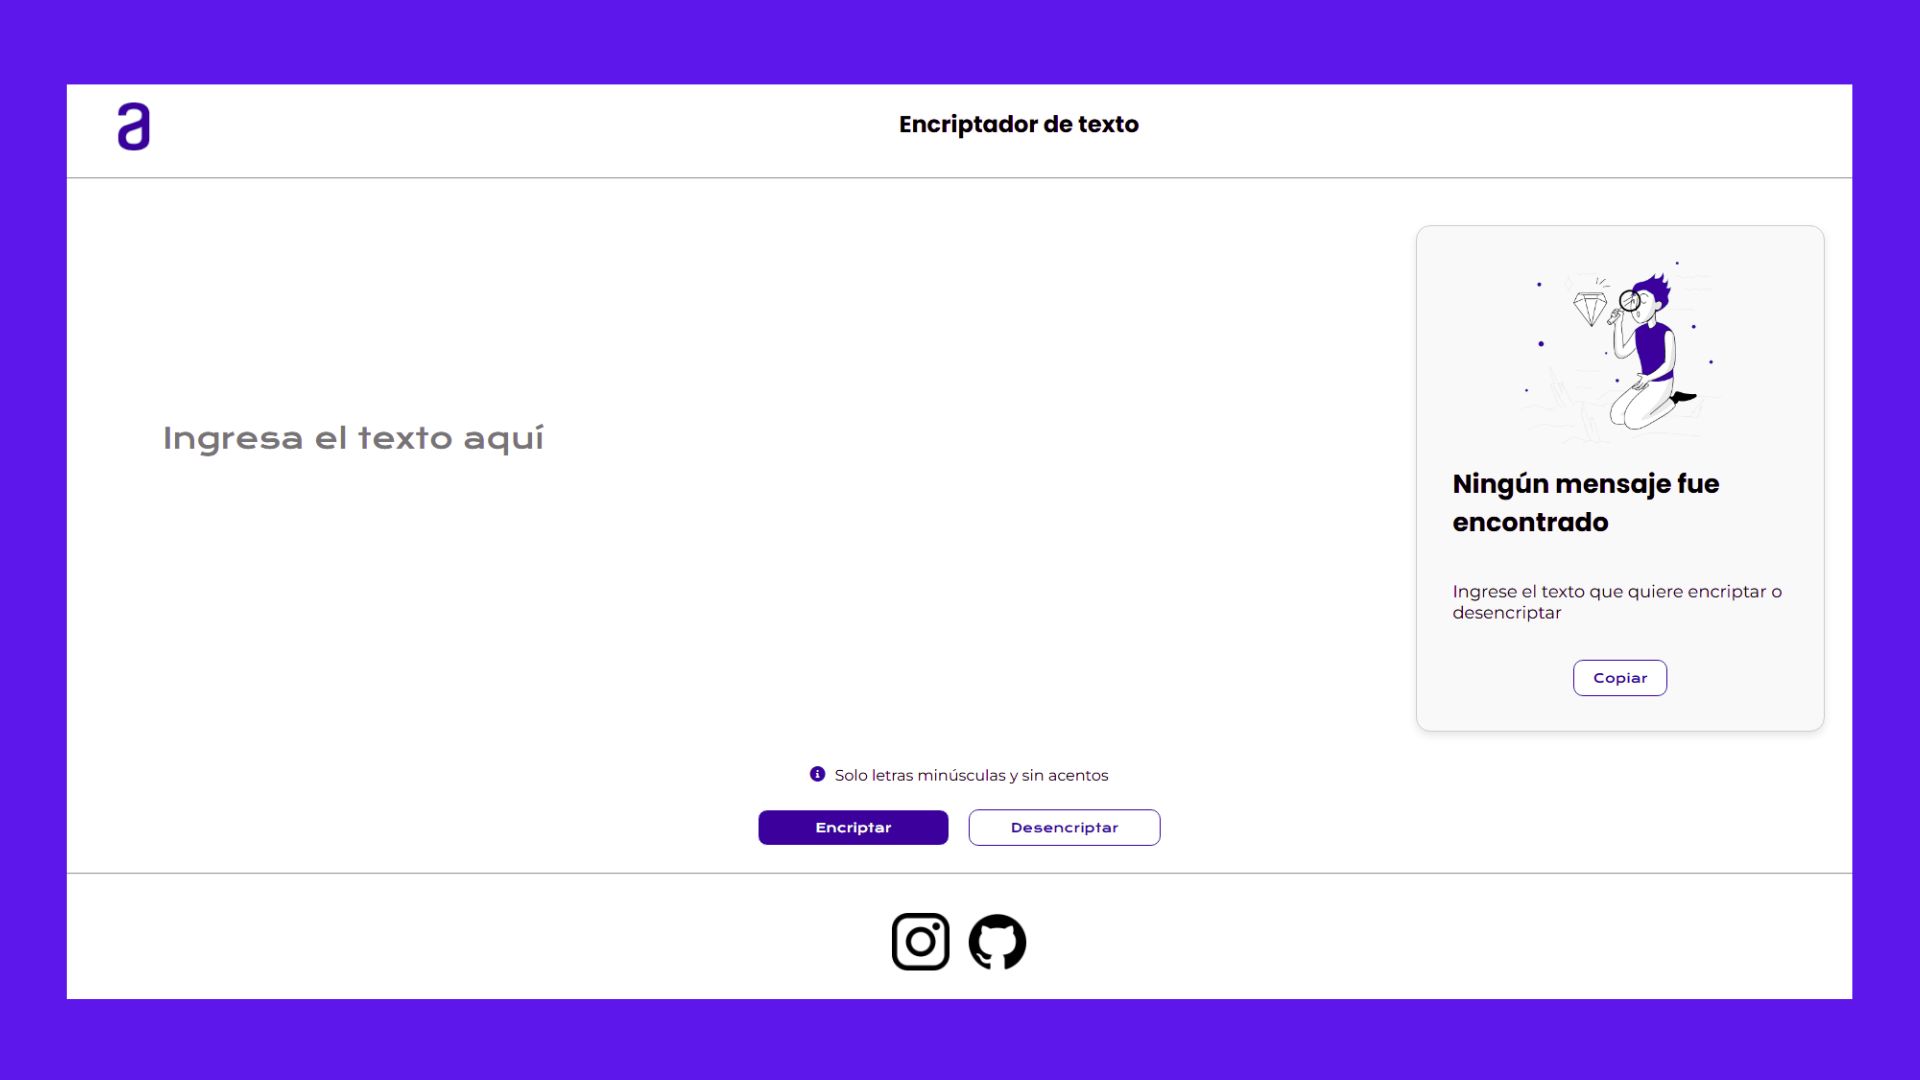 a
Encriptador de texto
Ingresa el texto aquí
Ningún mensaje fue
encontrado
Ingrese el texto que quiere encriptar o
desencriptar
Copiar
Solo letras minúsculas y sin acentos
Encriptar
Desencriptar